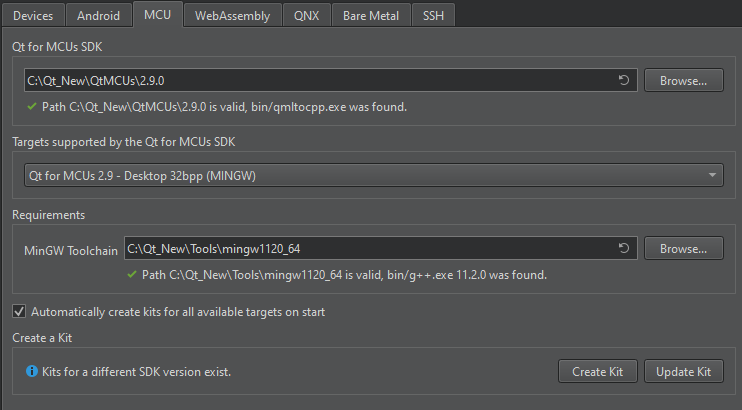 Devices Android MCU WebAssembly QNX Bare Metal SSH
Qt for MCUs SDK
C:\Qt_New\QtMCUs\2.9.0 Browse...
Path C:\Qt_New\QtMCUs\2.9.0 is valid, bin/qmltocpp.exe was found.
Targets supported by the Qt for MCUs SDK
Qt for MCUs 2.9 - Desktop 32bpp (MINGW)
Requirements
MinGW Toolchain C:\Qt_New\Tools\mingw1120_64 Browse...
Path C:\Qt_New\Tools\mingw1120_64 is valid, bin/g++.exe 11.2.0 was found.
Automatically create kits for all available targets on start
Create a Kit
Kits for a different SDK version exist. Create Kit Update Kit